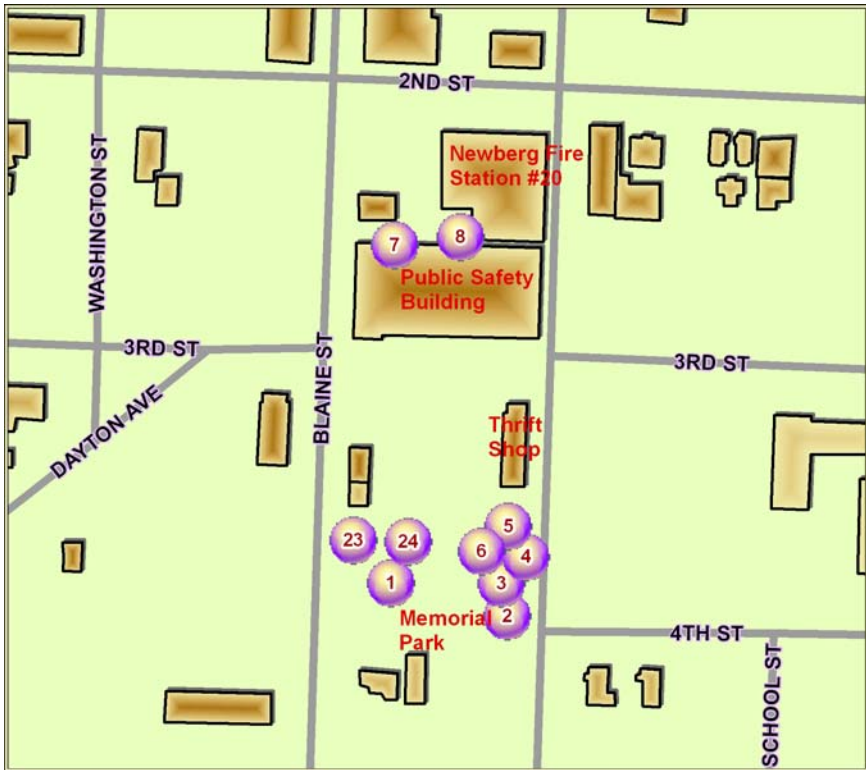 2ND ST
WASHINGTON ST
Newberg Fire
Station #20
7
8
Public Safety
Building
3RD ST
BLAINE ST
3RD ST
DAYTON AVE
Thrift
Shop
5
23
24
6
4
1
3
2
Memorial
Park
4TH ST
SCHOOL ST